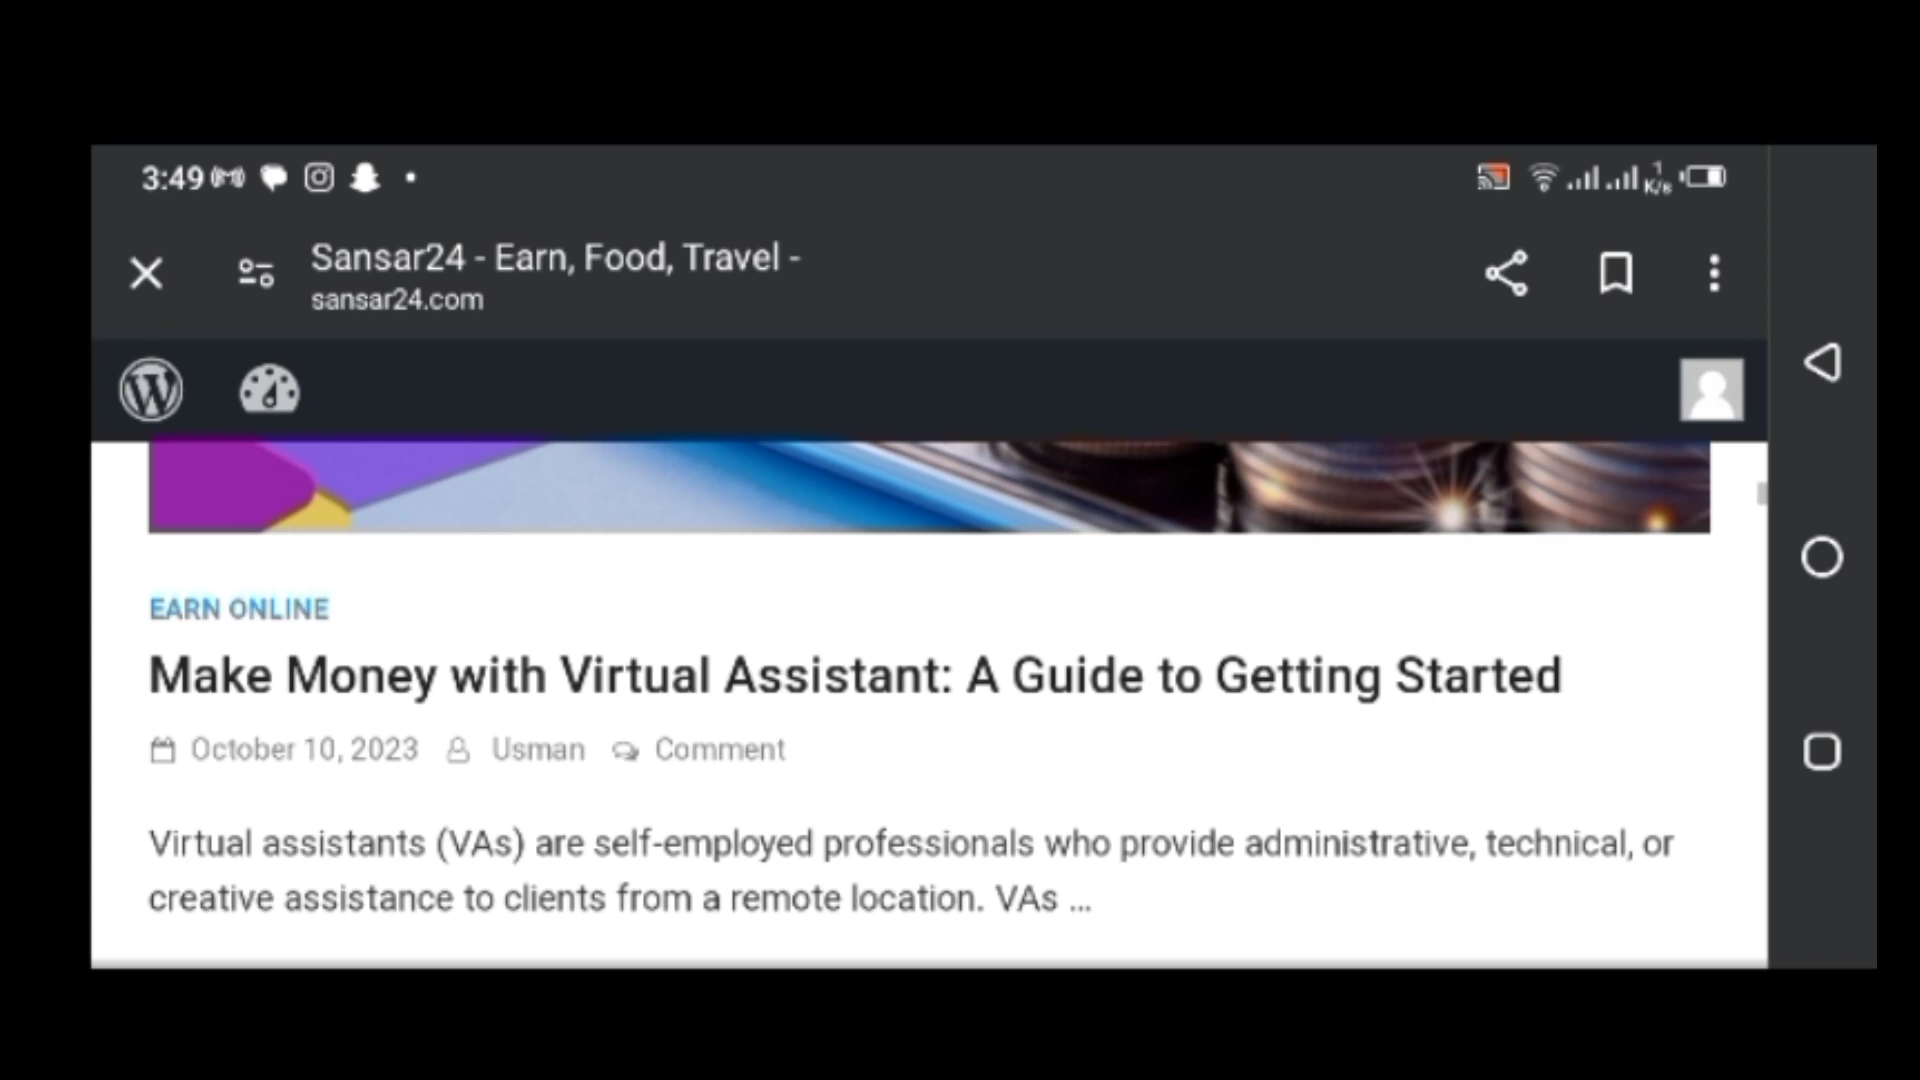 3:49
1
K/s
Sansar24 - Earn, Food, Travel -
sansar24.com
EARN ONLINE
Make Money with Virtual Assistant: A Guide to Getting Started
October 10, 2023 Usman Comment
Virtual assistants (VAs) are self-employed professionals who provide administrative, technical, or
creative assistance to clients from a remote location. VAs ...